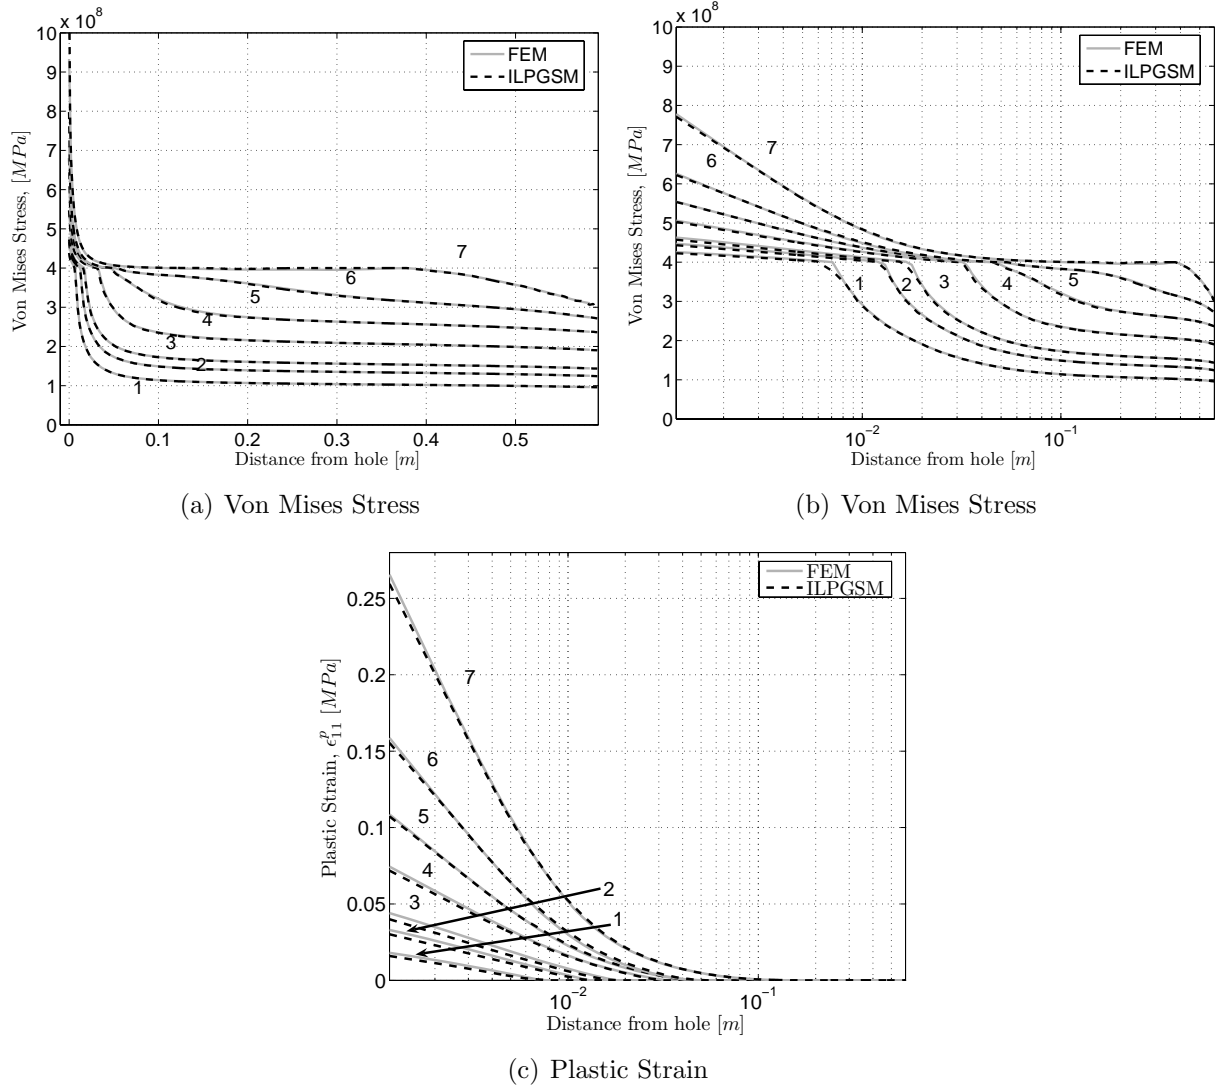 x 10⁸
10
9
8
7
6
5
4
3
2
1
0
Von Mises Stress, [MPa]
FEM
ILPGSM
7
6
5
4
3
2
1
0 0.1 0.2 0.3 0.4 0.5
Distance from hole [m]
(a) Von Mises Stress
x 10⁸
10
9
8
7
6
5
4
3
2
1
0
Von Mises Stress, [MPa]
FEM
ILPGSM
7
6
1 2 3 4 5
10⁻² 10⁻¹
Distance from hole [m]
(b) Von Mises Stress
0.25
0.2
0.15
0.1
0.05
0
Plastic Strain, ϵᵖ₁₁ [MPa]
FEM
ILPGSM
7
6
5
4
3
2
1
10⁻² 10⁻¹
Distance from hole [m]
(c) Plastic Strain